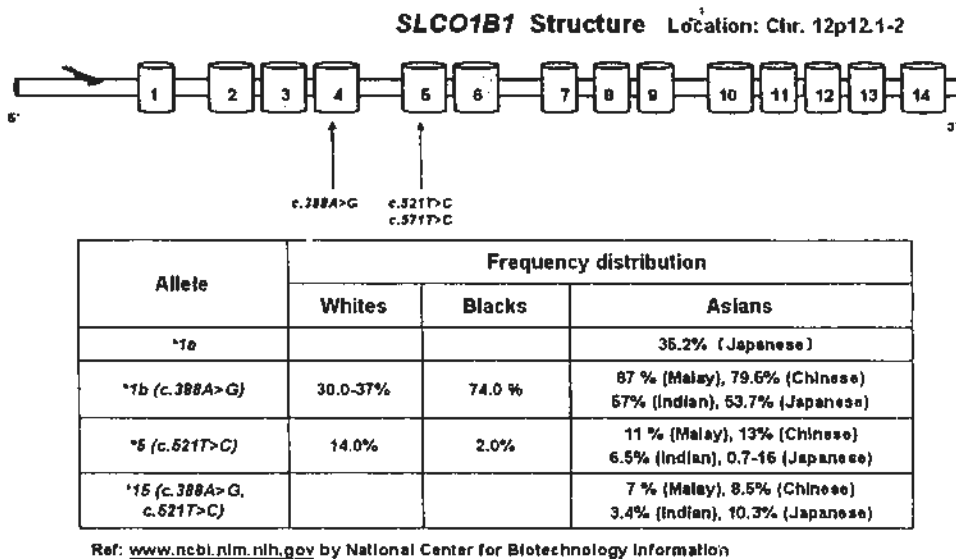 SLCO1B1 Structure Location: Chr. 12p12.1-2
1 2 3 4 5 6 7 8 9 10 11 12 13 14
5' 3'
c.388A>G c.521T>C
c.571T>C
Allele Frequency distribution
Whites Blacks Asians
*1a 35.2% (Japanese)
*1b (c.388A>G) 30.0-37% 74.0 % 87 % (Malay), 79.6% (Chinese)
57% (Indian), 53.7% (Japanese)
*5 (c.521T>C) 14.0% 2.0% 11 % (Malay), 13% (Chinese)
6.5% (Indian), 0.7-16 (Japanese)
*15 (c.388A>G, 7 % (Malay), 8.5% (Chinese)
c.521T>C) 3.4% (Indian), 10.3% (Japanese)
Ref: www.ncbi.nlm.nih.gov by National Center for Biotechnology Information